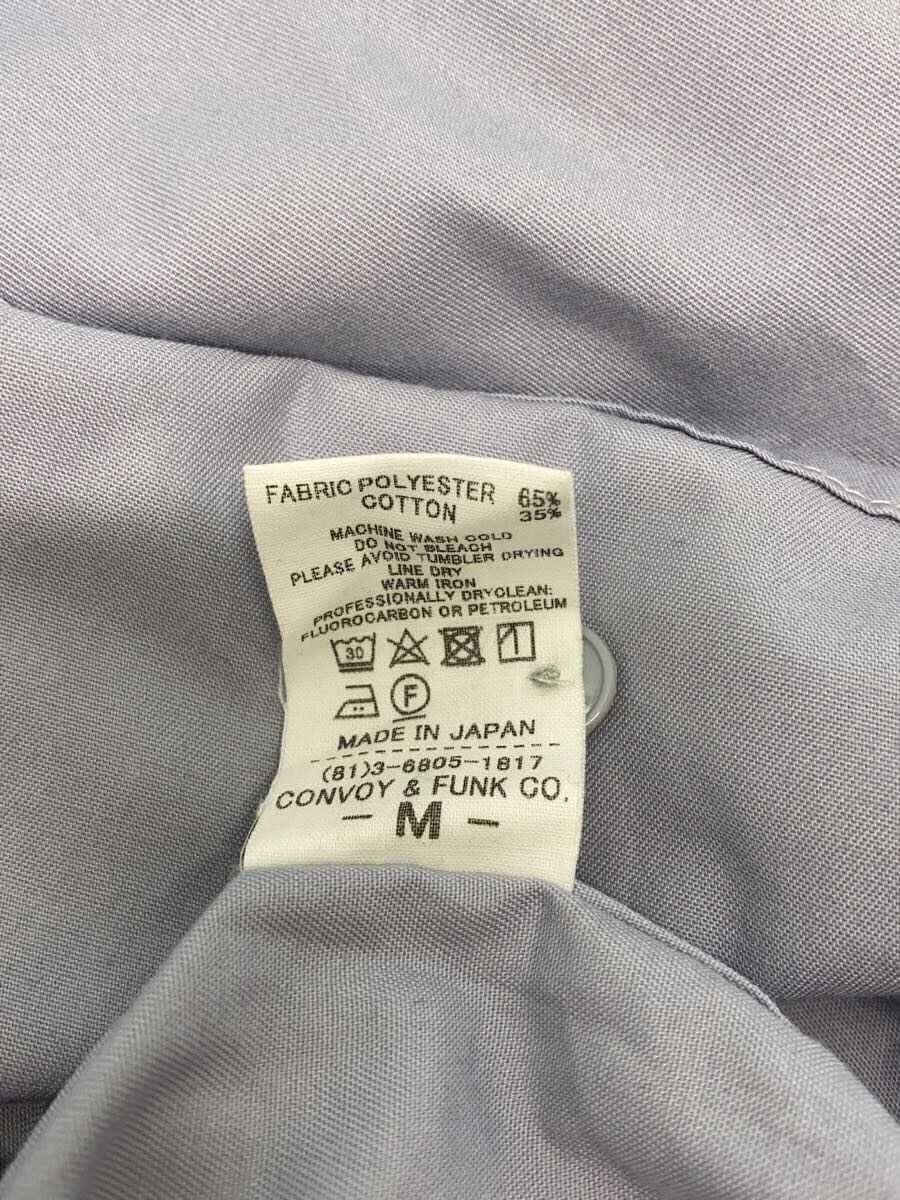 FABRIC POLYESTER 65%
COTTON 35%
MACHINE WASH COLD
DO NOT BLEACH
PLEASE AVOID TUMBLER DRYING
LINE DRY
WARM IRON
PROFESSIONALLY DRYCLEAN:
FLUOROCARBON OR PETROLEUM
30
F
MADE IN JAPAN
(81)3-6805-1817
CONVOY & FUNK CO.
- M -